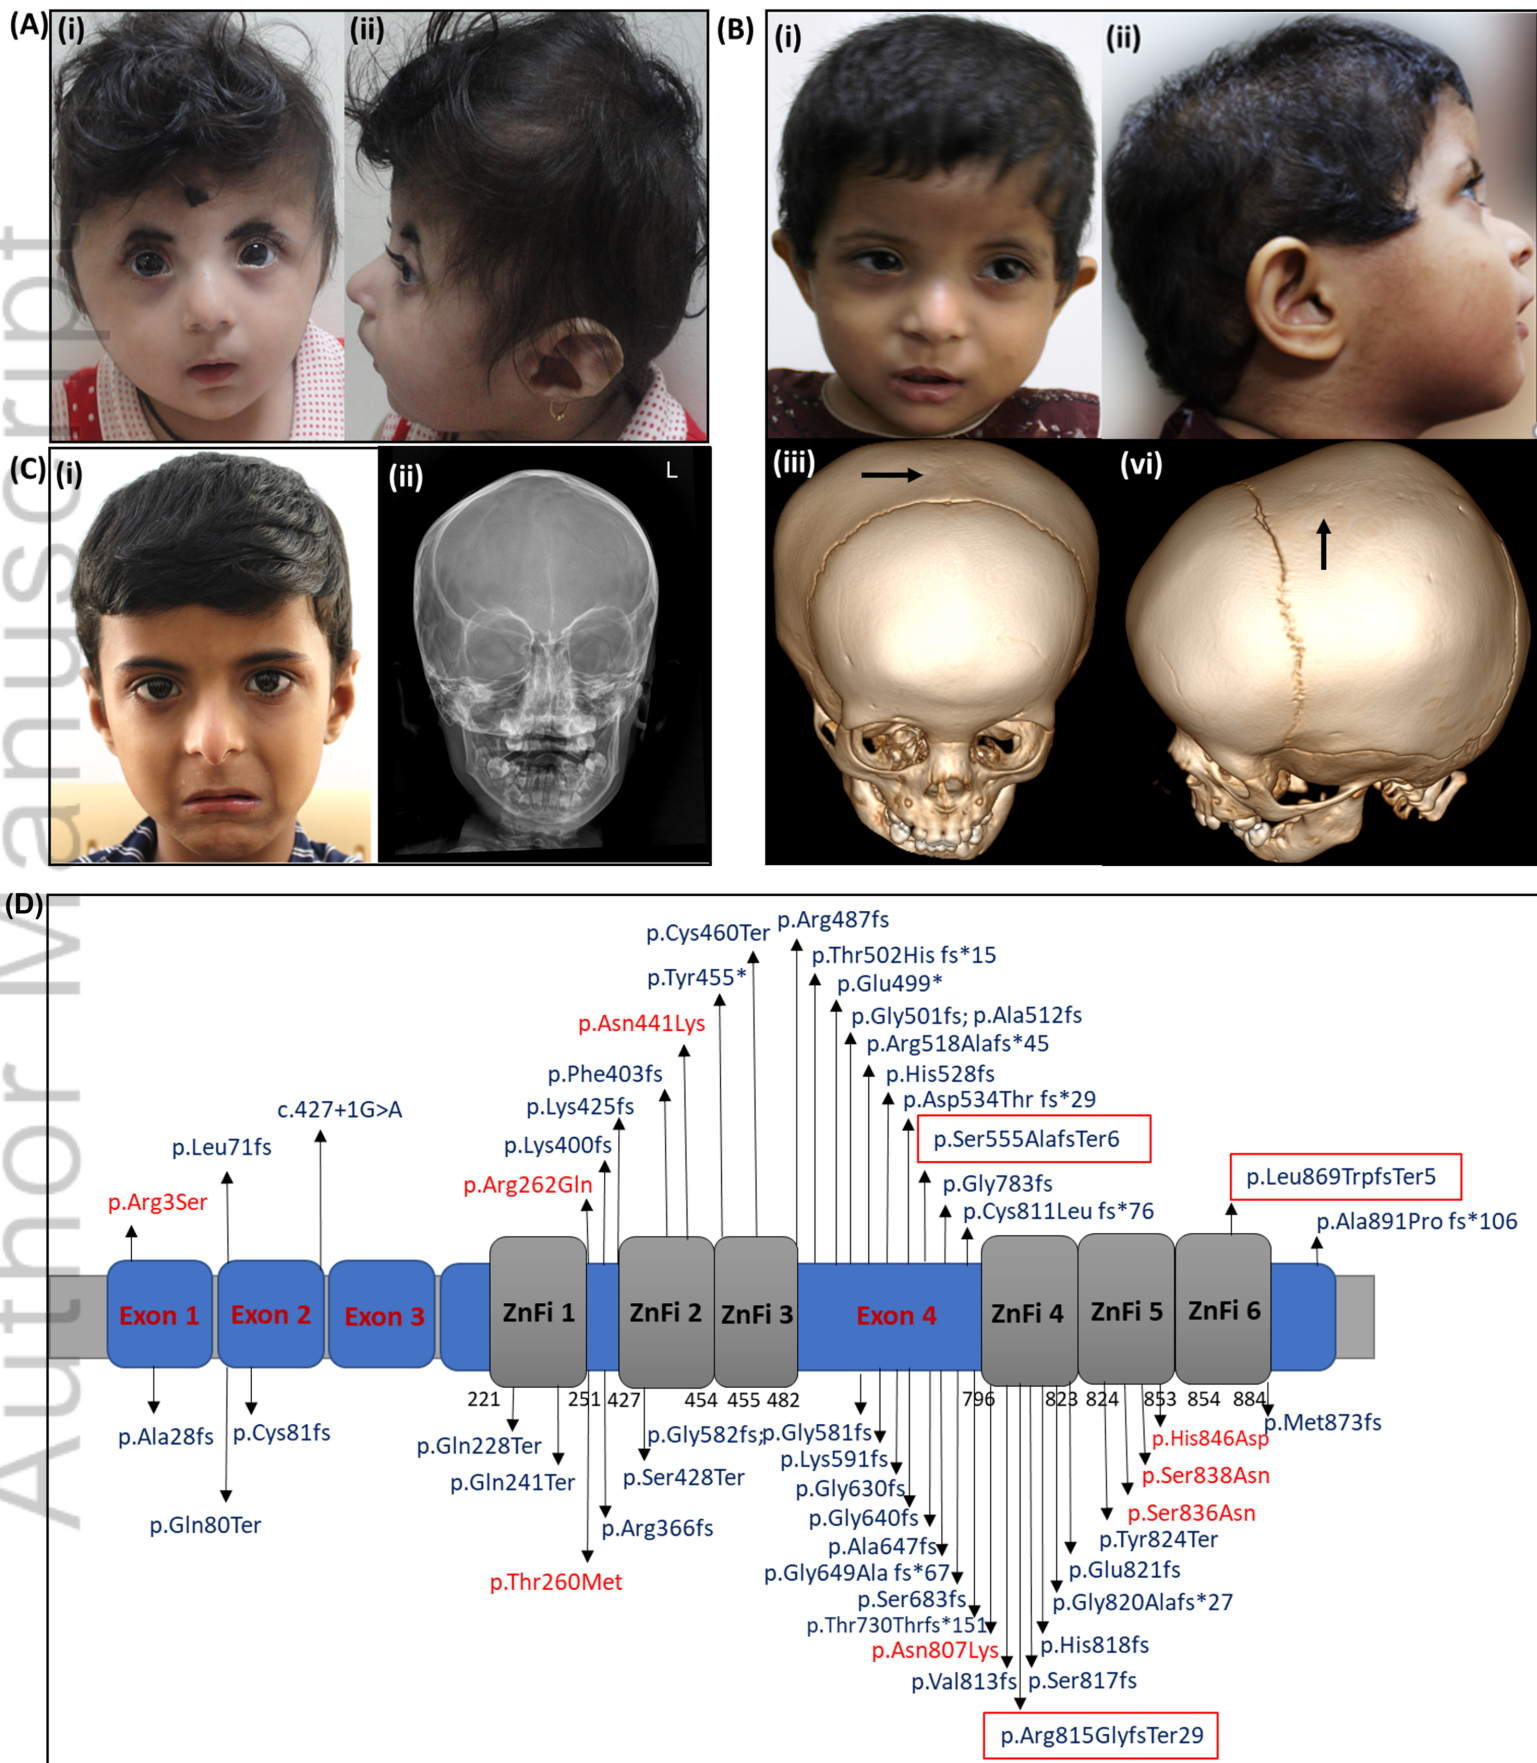 (A)
(i)
(ii)
(B)
(i)
(ii)
(C)
(i)
(ii)
L
(iii)
(vi)
Author Manuscript
(D)
p.Arg487fs
p.Cys460Ter
p.Thr502His fs*15
p.Tyr455*
p.Glu499*
p.Gly501fs; p.Ala512fs
p.Asn441Lys
p.Arg518Alafs*45
p.Phe403fs
p.His528fs
p.Lys425fs
p.Asp534Thr fs*29
c.427+1G>A
p.Ser555AlafsTer6
p.Leu71fs
p.Lys400fs
p.Leu869TrpfsTer5
p.Arg262Gln
p.Gly783fs
p.Arg3Ser
p.Cys811Leu fs*76
p.Ala891Pro fs*106
Exon 1
Exon 2
Exon 3
ZnFi 1
ZnFi 2
ZnFi 3
Exon 4
ZnFi 4
ZnFi 5
ZnFi 6
221
251
427
454
455
482
796
823
824
853
854
884
p.Ala28fs
p.Cys81fs
p.Gln228Ter
p.Gly582fs;p.Gly581fs
p.His846Asp
p.Met873fs
p.Gln241Ter
p.Ser428Ter
p.Lys591fs
p.Ser838Asn
p.Gly630fs
p.Gln80Ter
p.Arg366fs
p.Gly640fs
p.Ser836Asn
p.Ala647fs
p.Tyr824Ter
p.Thr260Met
p.Gly649Ala fs*67
p.Glu821fs
p.Ser683fs
p.Gly820Alafs*27
p.Thr730Thrfs*151
p.Asn807Lys
p.His818fs
p.Val813fs
p.Ser817fs
p.Arg815GlyfsTer29